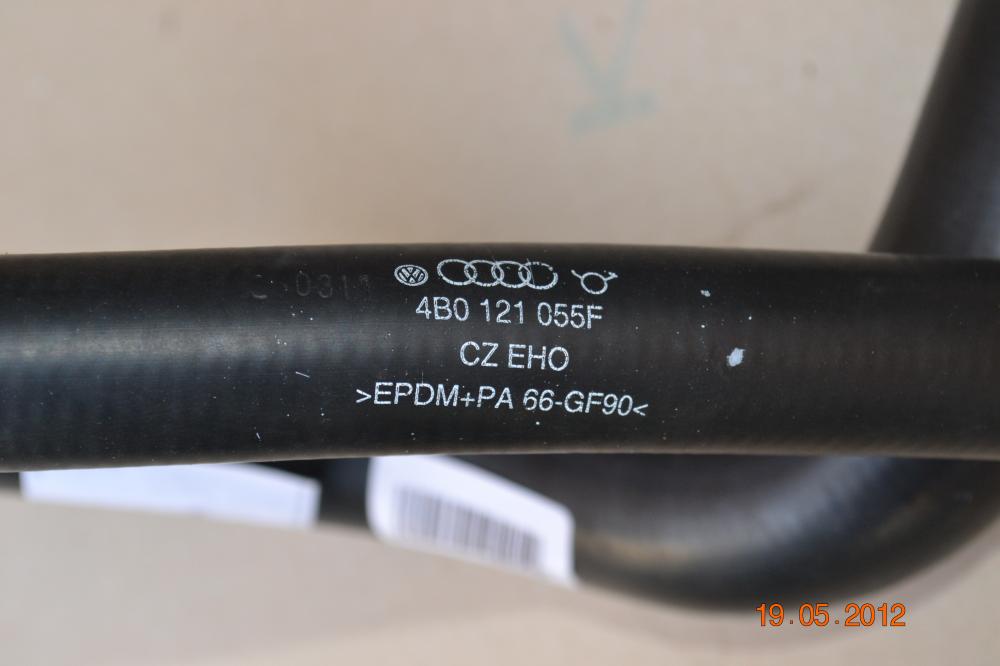 4B0 121 055F
CZ EHO
>EPDM+PA 66-GF90<
19.05.2012